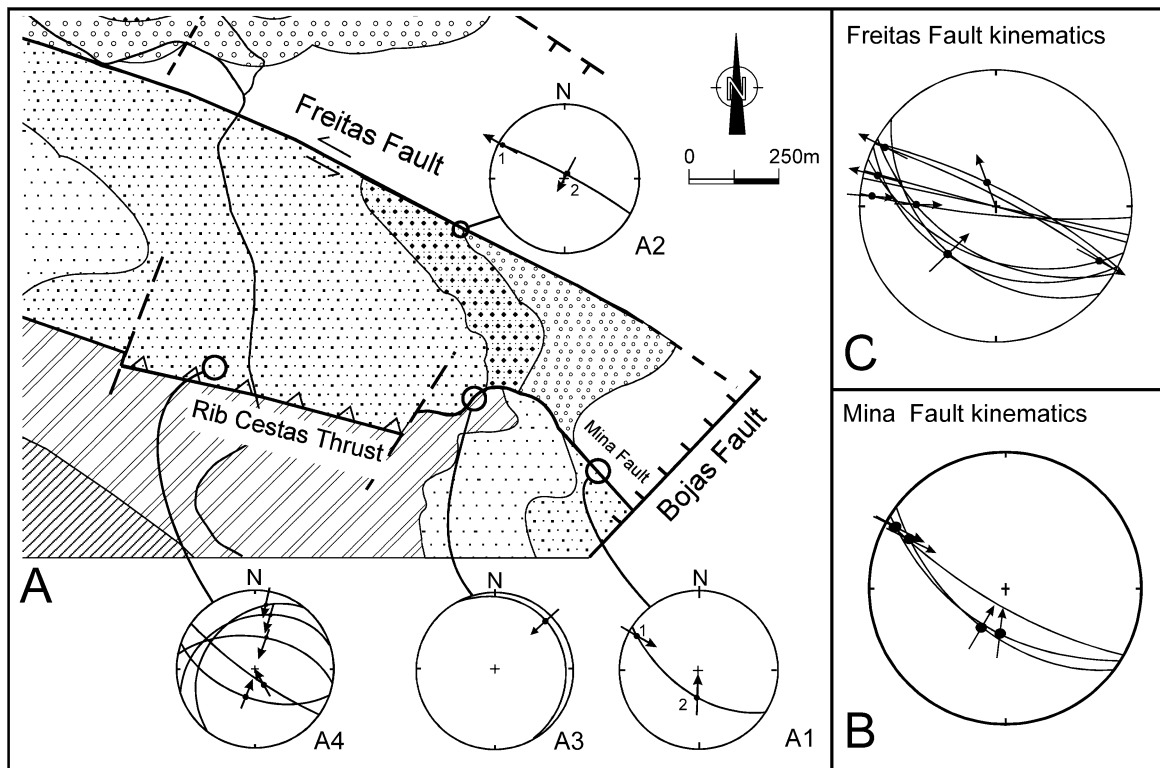 Freitas Fault kinematics
N
Freitas Fault
N
0 250m
1
2
A2
C
Mina Fault kinematics
Rib Cestas Thrust
Mina Fault
Bojas Fault
A
N
N
N
1
2
A4
A3
A1
B